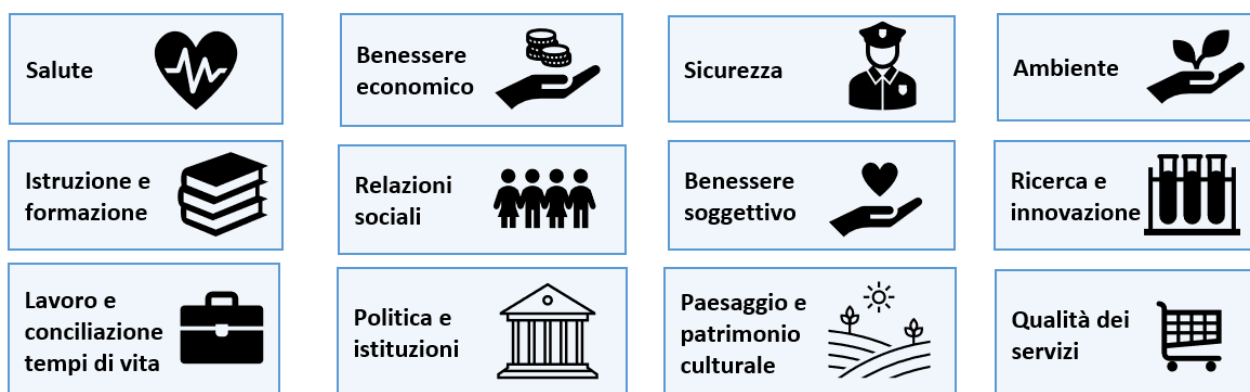 Salute
Benessere
economico
Sicurezza
Ambiente
Istruzione e
formazione
Relazioni
sociali
Benessere
soggettivo
Ricerca e
innovazione
Lavoro e
conciliazione
tempi di vita
Politica e
istituzioni
Paesaggio e
patrimonio
culturale
Qualità dei
servizi